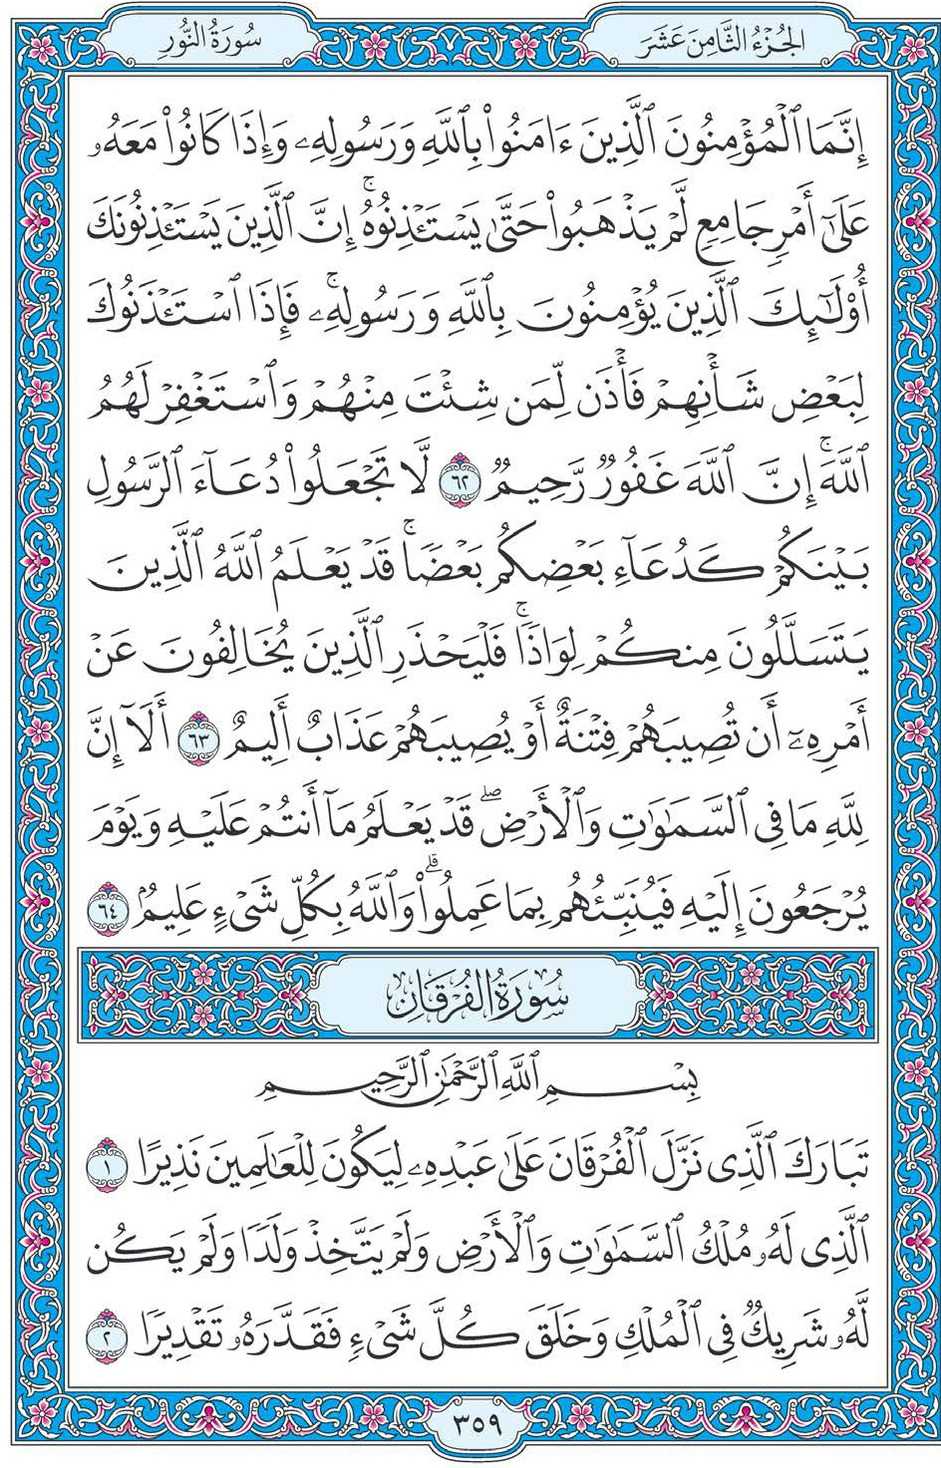 الجُزْءُ الثَّامِنَ عَشَرَ
سُورَةُ النُّورِ
إِنَّمَا ٱلْمُؤْمِنُونَ ٱلَّذِينَ ءَامَنُوا۟ بِٱللَّهِ وَرَسُولِهِۦ وَإِذَا كَانُوا۟ مَعَهُۥ
عَلَىٰٓ أَمْرٍ جَامِعٍ لَّمْ يَذْهَبُوا۟ حَتَّىٰ يَسْتَـْٔذِنُوهُ ۚ إِنَّ ٱلَّذِينَ يَسْتَـْٔذِنُونَكَ
أُو۟لَـٰٓئِكَ ٱلَّذِينَ يُؤْمِنُونَ بِٱللَّهِ وَرَسُولِهِۦ ۚ فَإِذَا ٱسْتَـْٔذَنُوكَ
لِبَعْضِ شَأْنِهِمْ فَأْذَن لِّمَن شِئْتَ مِنْهُمْ وَٱسْتَغْفِرْ لَهُمُ
ٱللَّهَ ۚ إِنَّ ٱللَّهَ غَفُورٌ رَّحِيمٌ ٦٢ لَّا تَجْعَلُوا۟ دُعَآءَ ٱلرَّسُولِ
بَيْنَكُمْ كَدُعَآءِ بَعْضِكُم بَعْضًا ۚ قَدْ يَعْلَمُ ٱللَّهُ ٱلَّذِينَ
يَتَسَلَّلُونَ مِنكُمْ لِوَاذًا ۚ فَلْيَحْذَرِ ٱلَّذِينَ يُخَالِفُونَ عَنْ
أَمْرِهِۦٓ أَن تُصِيبَهُمْ فِتْنَةٌ أَوْ يُصِيبَهُمْ عَذَابٌ أَلِيمٌ ٦٣ أَلَآ إِنَّ
لِلَّهِ مَا فِى ٱلسَّمَـٰوَٰتِ وَٱلْأَرْضِ ۖ قَدْ يَعْلَمُ مَآ أَنتُمْ عَلَيْهِ وَيَوْمَ
يُرْجَعُونَ إِلَيْهِ فَيُنَبِّئُهُم بِمَا عَمِلُوا۟ ۗ وَٱللَّهُ بِكُلِّ شَىْءٍ عَلِيمٌۢ ٦٤
سُورَةُ الفُرْقَانِ
بِسْمِ ٱللَّهِ ٱلرَّحْمَـٰنِ ٱلرَّحِيمِ
تَبَارَكَ ٱلَّذِى نَزَّلَ ٱلْفُرْقَانَ عَلَىٰ عَبْدِهِۦ لِيَكُونَ لِلْعَـٰلَمِينَ نَذِيرًا ١
ٱلَّذِى لَهُۥ مُلْكُ ٱلسَّمَـٰوَٰتِ وَٱلْأَرْضِ وَلَمْ يَتَّخِذْ وَلَدًا وَلَمْ يَكُن
لَّهُۥ شَرِيكٌ فِى ٱلْمُلْكِ وَخَلَقَ كُلَّ شَىْءٍ فَقَدَّرَهُۥ تَقْدِيرًا ٢
٣٥٩